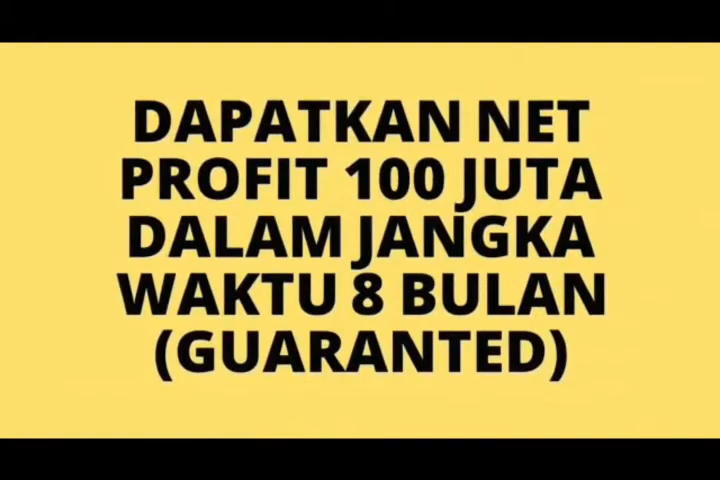 DAPATKAN NET
PROFIT 100 JUTA
DALAM JANGKA
WAKTU 8 BULAN
(GUARANTED)